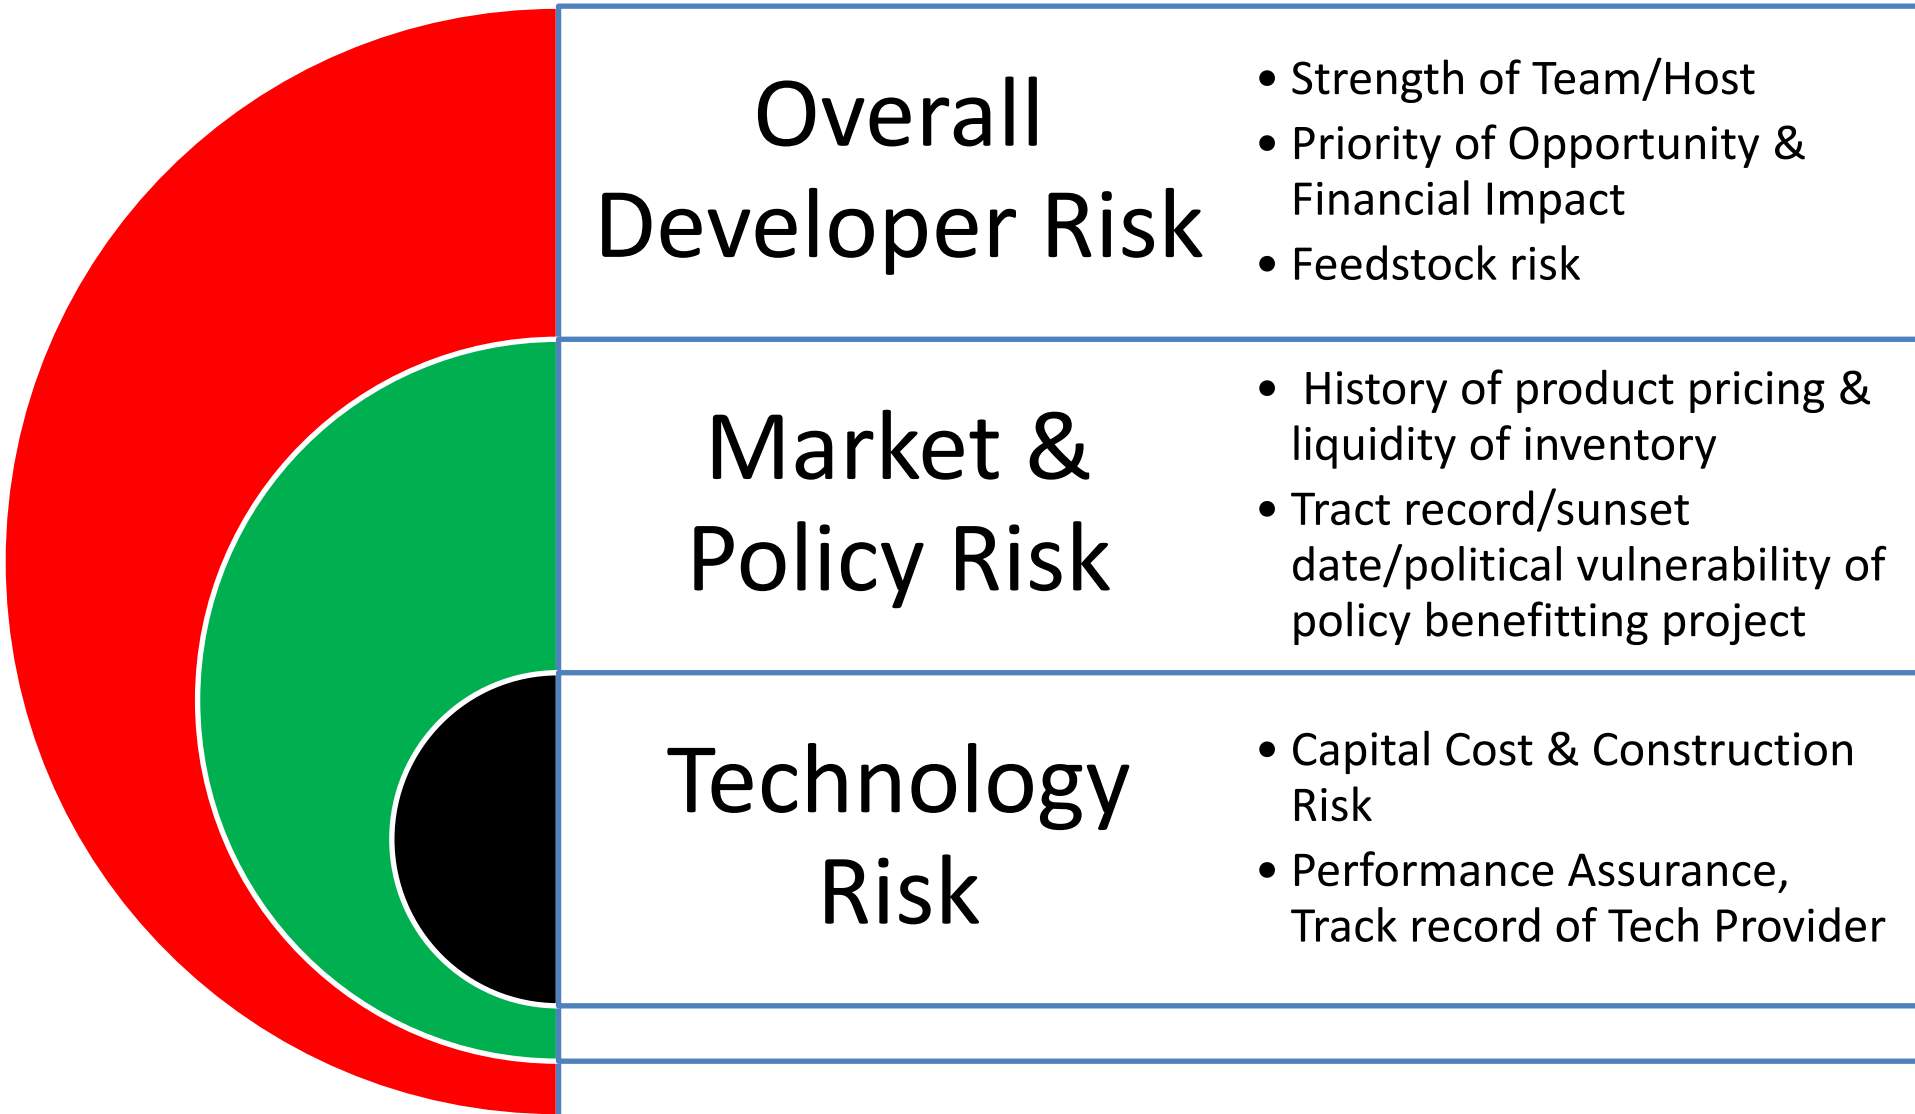 Overall
Developer Risk
• Strength of Team/Host
• Priority of Opportunity &
Financial Impact
• Feedstock risk
Market &
Policy Risk
• History of product pricing &
liquidity of inventory
• Tract record/sunset
date/political vulnerability of
policy benefitting project
Technology
Risk
• Capital Cost & Construction
Risk
• Performance Assurance,
Track record of Tech Provider